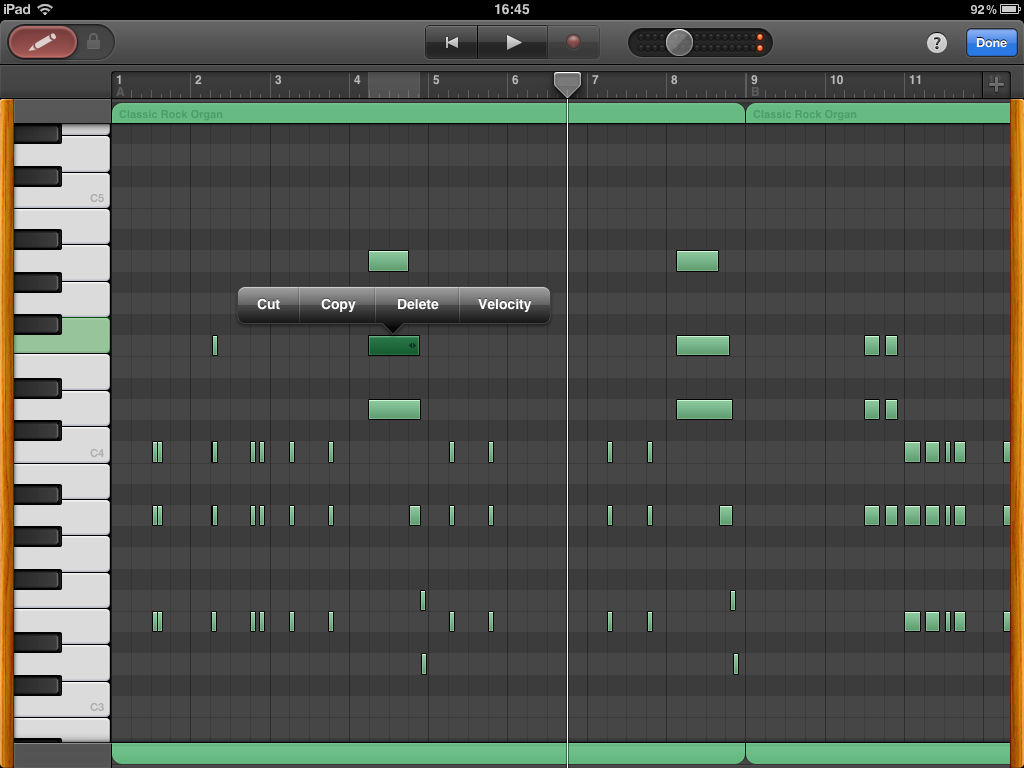 iPad 16:45 92%
? Done
1 2 3 4 5 6 7 8 9 10 11
A B
Classic Rock Organ Classic Rock Organ
C5
Cut Copy Delete Velocity
C4
C3